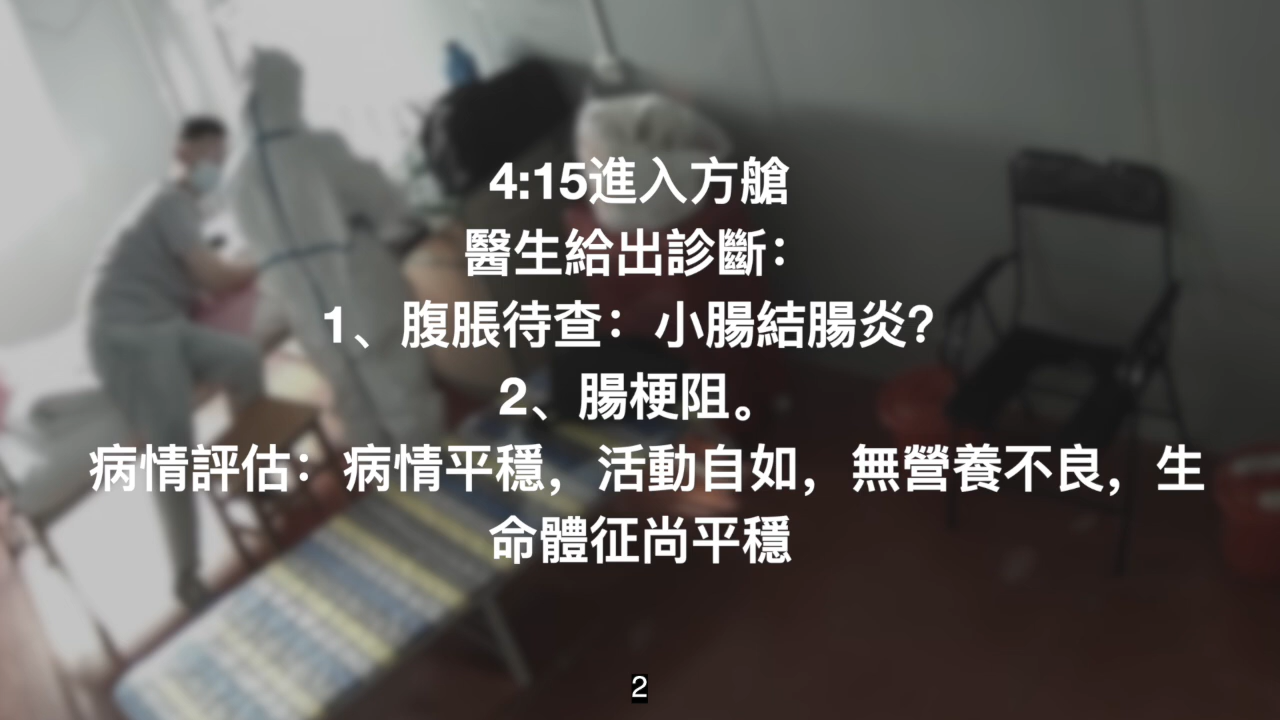 4:15進入方艙
醫生給出診斷：
1、腹脹待查：小腸結腸炎？
2、腸梗阻。
病情評估：病情平穩，活動自如，無營養不良，生
命體征尚平穩
2